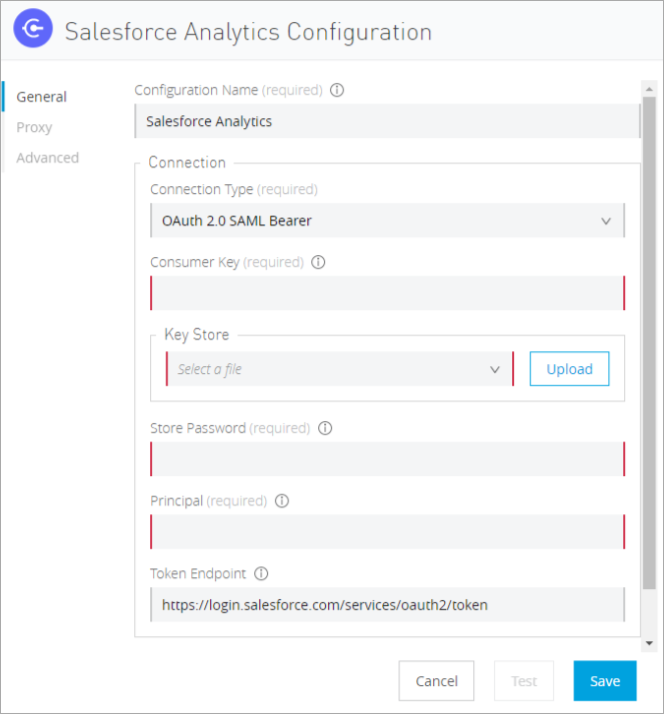 Salesforce Analytics Configuration
General
Proxy
Advanced
Configuration Name (required)
Salesforce Analytics
Connection
Connection Type (required)
OAuth 2.0 SAML Bearer
Consumer Key (required)
Key Store
Select a file
Upload
Store Password (required)
Principal (required)
Token Endpoint
https://login.salesforce.com/services/oauth2/token
Cancel
Test
Save